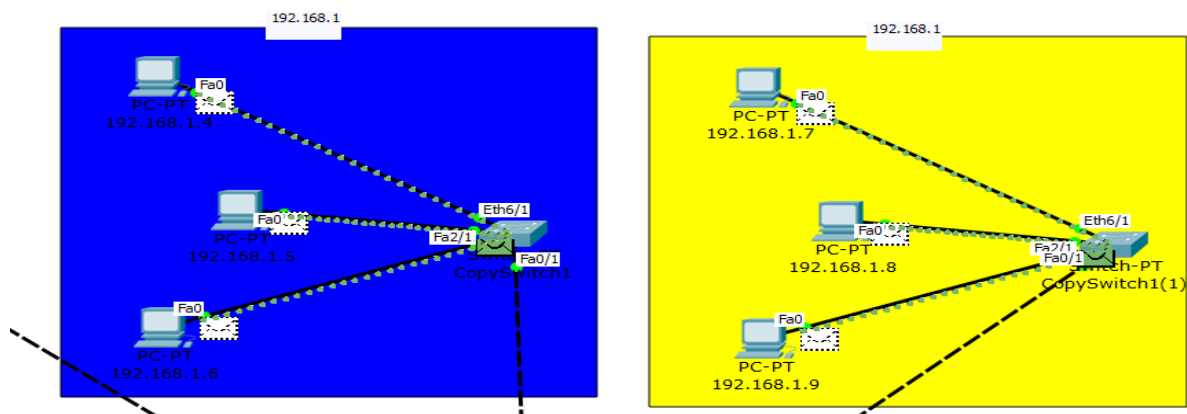 192.168.1
Fa0
PC-PT
192.168.1.4
Eth6/1
Fa0
Fa2/1
PC-PT
192.168.1.5
Fa0/1
CopySwitch1
Fa0
PC-PT
192.168.1.6
192.168.1
Fa0
PC-PT
192.168.1.7
Eth6/1
Fa0
Fa2/1
PC-PT
192.168.1.8
Fa0/1
Switch-PT
CopySwitch1(1)
Fa0
PC-PT
192.168.1.9